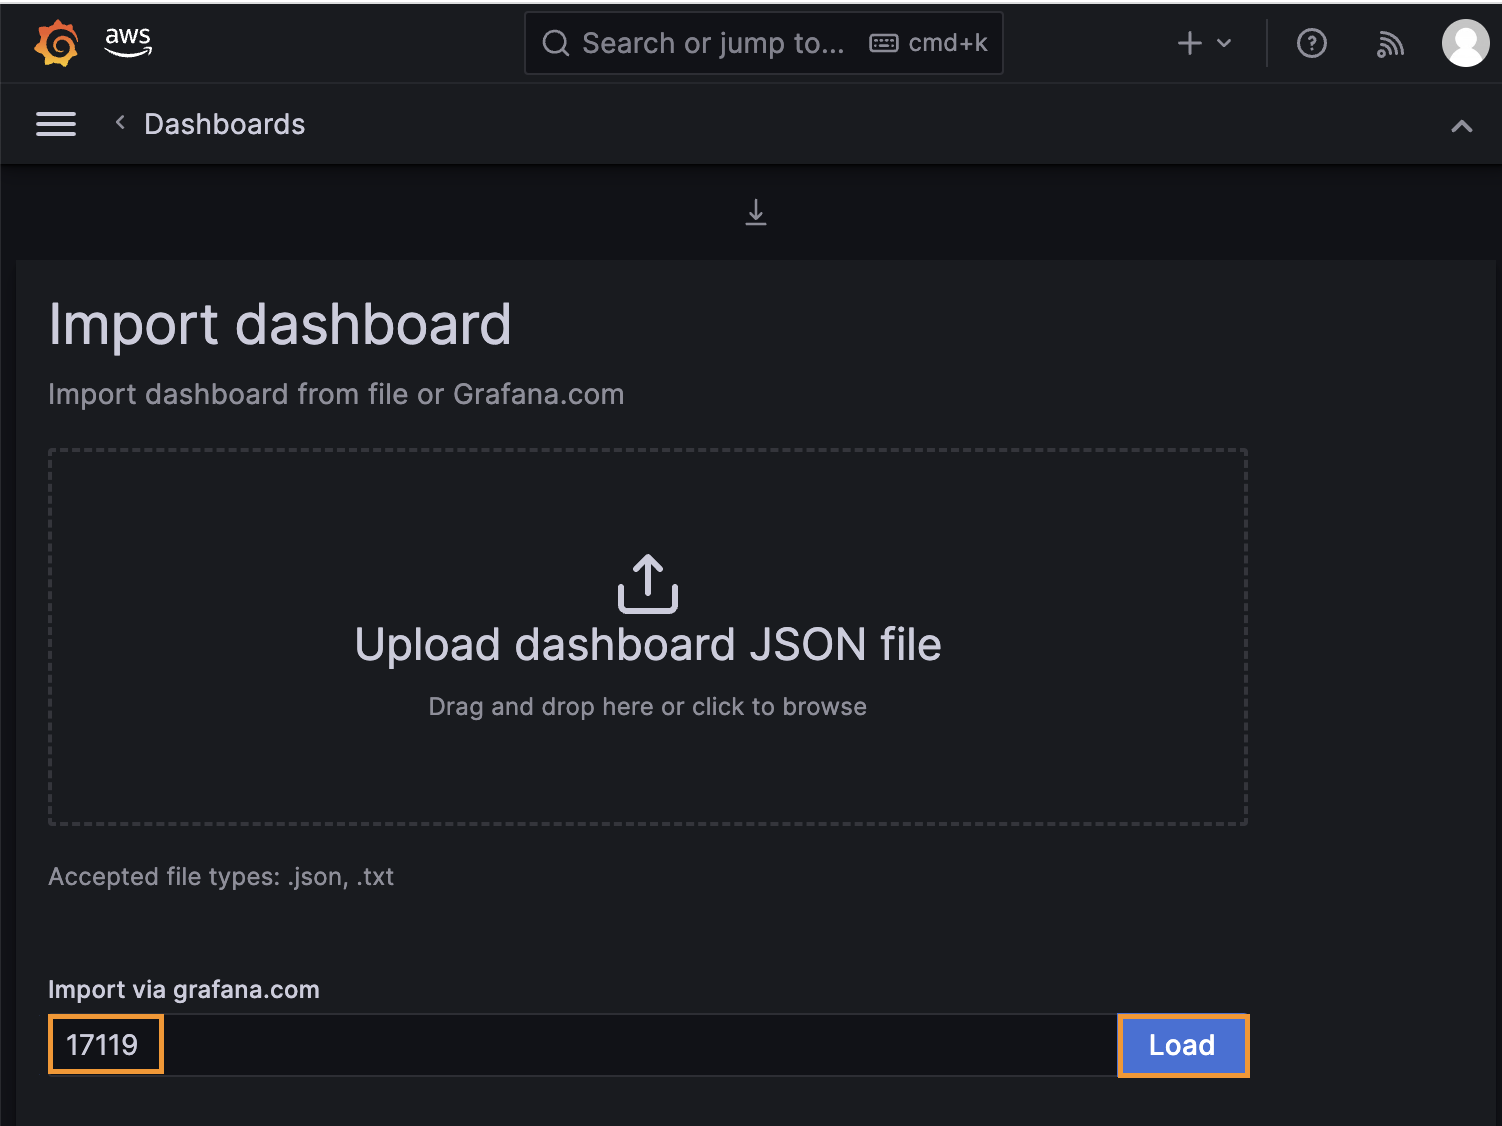 aws
Search or jump to...
cmd+k
Dashboards
Import dashboard
Import dashboard from file or Grafana.com
Upload dashboard JSON file
Drag and drop here or click to browse
Accepted file types: .json, .txt
Import via grafana.com
17119
Load